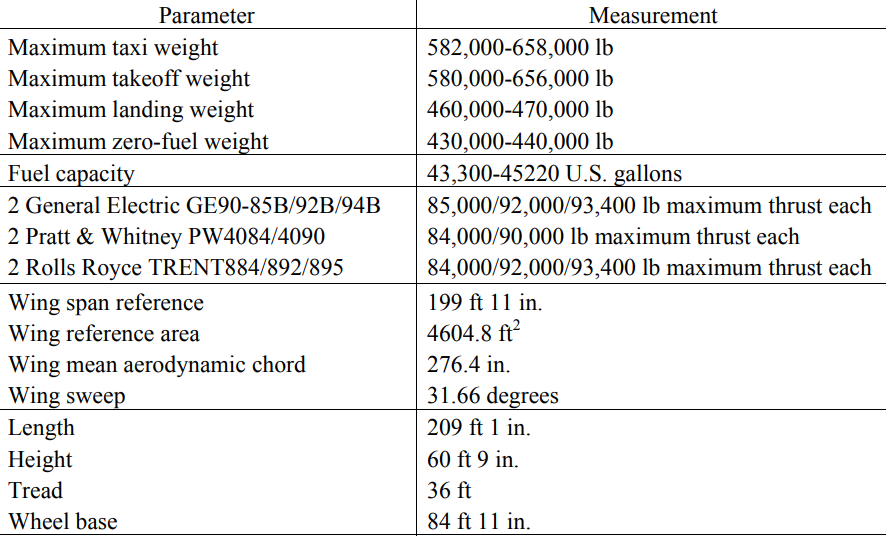 Parameter Measurement
Maximum taxi weight 582,000-658,000 lb
Maximum takeoff weight 580,000-656,000 lb
Maximum landing weight 460,000-470,000 lb
Maximum zero-fuel weight 430,000-440,000 lb
Fuel capacity 43,300-45220 U.S. gallons
2 General Electric GE90-85B/92B/94B 85,000/92,000/93,400 lb maximum thrust each
2 Pratt & Whitney PW4084/4090 84,000/90,000 lb maximum thrust each
2 Rolls Royce TRENT884/892/895 84,000/92,000/93,400 lb maximum thrust each
Wing span reference 199 ft 11 in.
Wing reference area 4604.8 ft²
Wing mean aerodynamic chord 276.4 in.
Wing sweep 31.66 degrees
Length 209 ft 1 in.
Height 60 ft 9 in.
Tread 36 ft
Wheel base 84 ft 11 in.